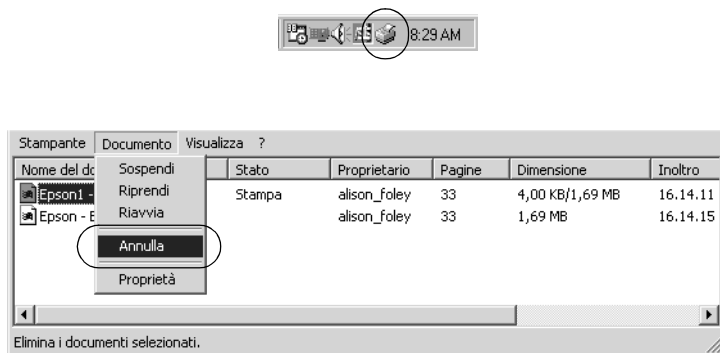 8:29 AM
Stampante Documento Visualizza ?
Nome del do Stato Proprietario Pagine Dimensione Inoltro
Sospendi
Epson1 - Stampa alison_foley 33 4,00 KB/1,69 MB 16.14.11
Riprendi
Riavvia
Epson - E alison_foley 33 1,69 MB 16.14.15
Annulla
Proprietà
Elimina i documenti selezionati.